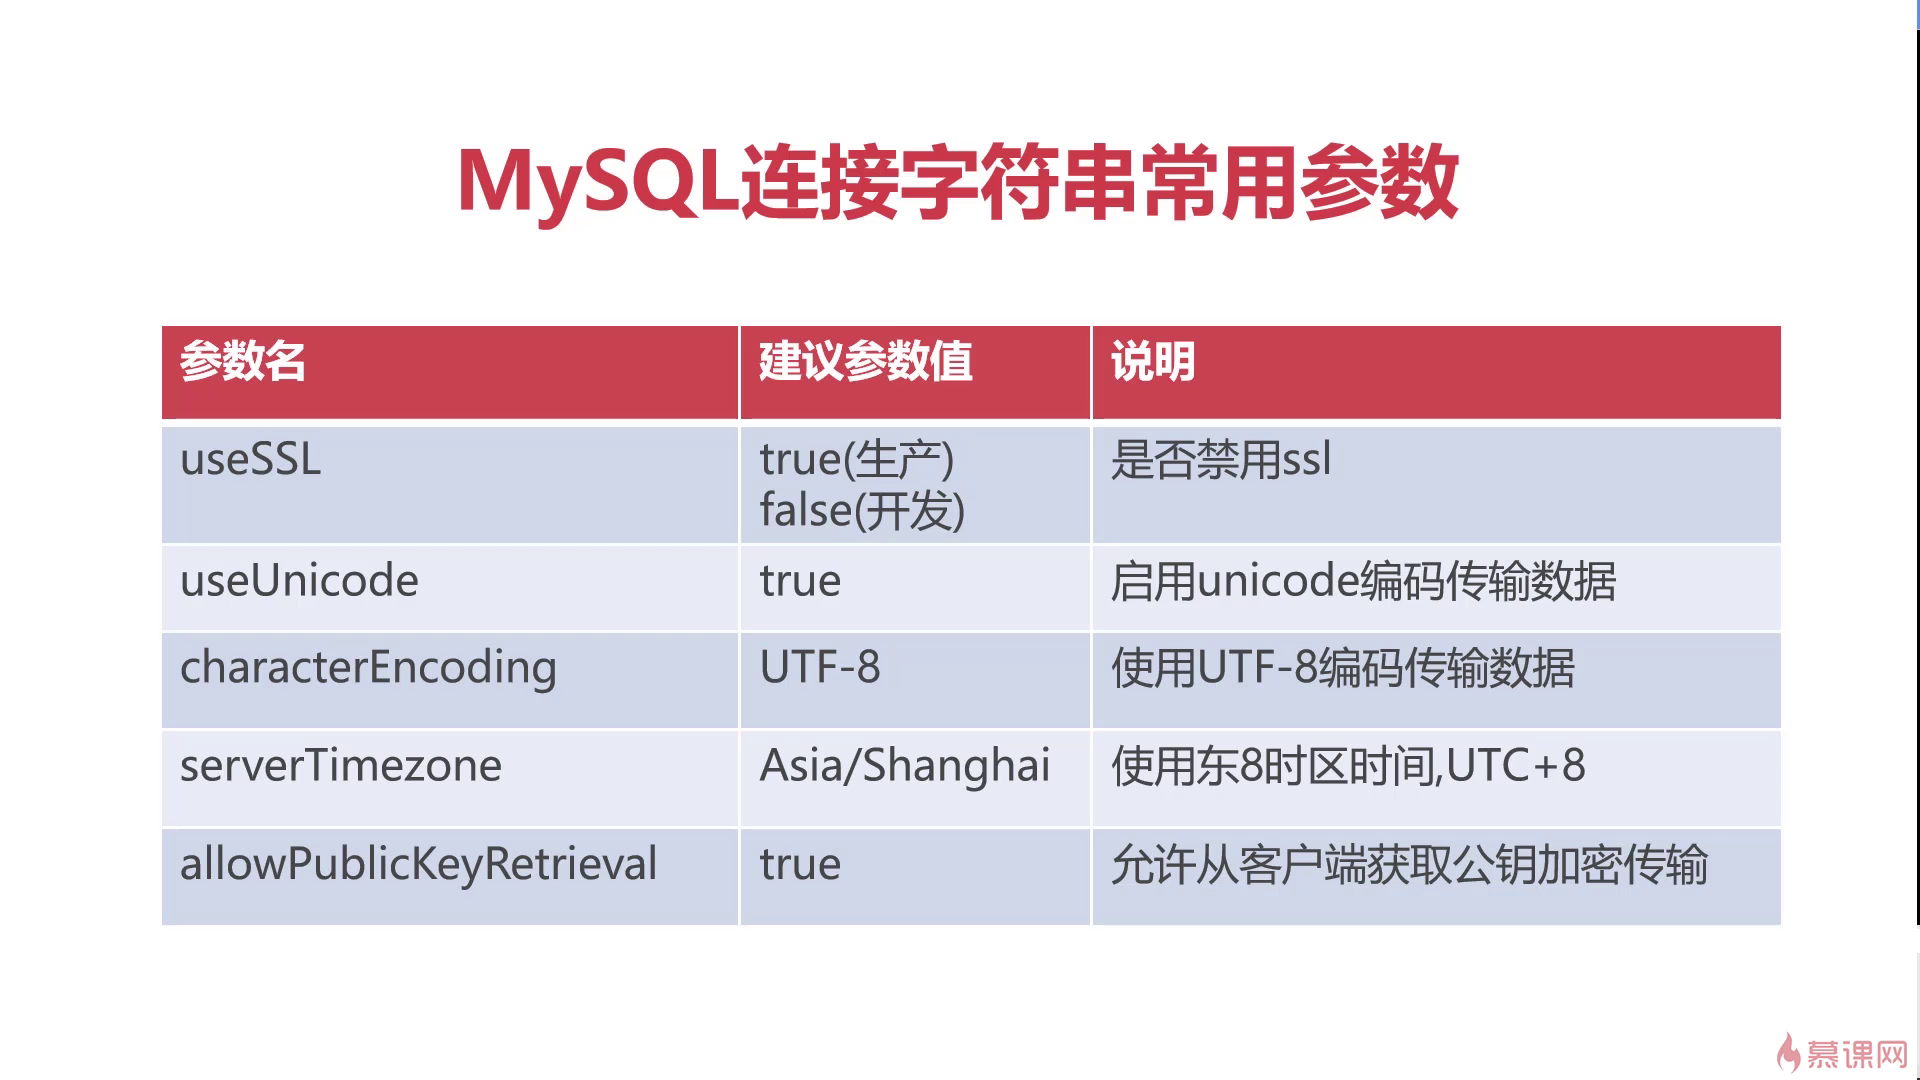 MySQL连接字符串常用参数
参数名 建议参数值 说明
useSSL true(生产) 是否禁用ssl
false(开发)
useUnicode true 启用unicode编码传输数据
characterEncoding UTF-8 使用UTF-8编码传输数据
serverTimezone Asia/Shanghai 使用东8时区时间,UTC+8
allowPublicKeyRetrieval true 允许从客户端获取公钥加密传输
慕课网